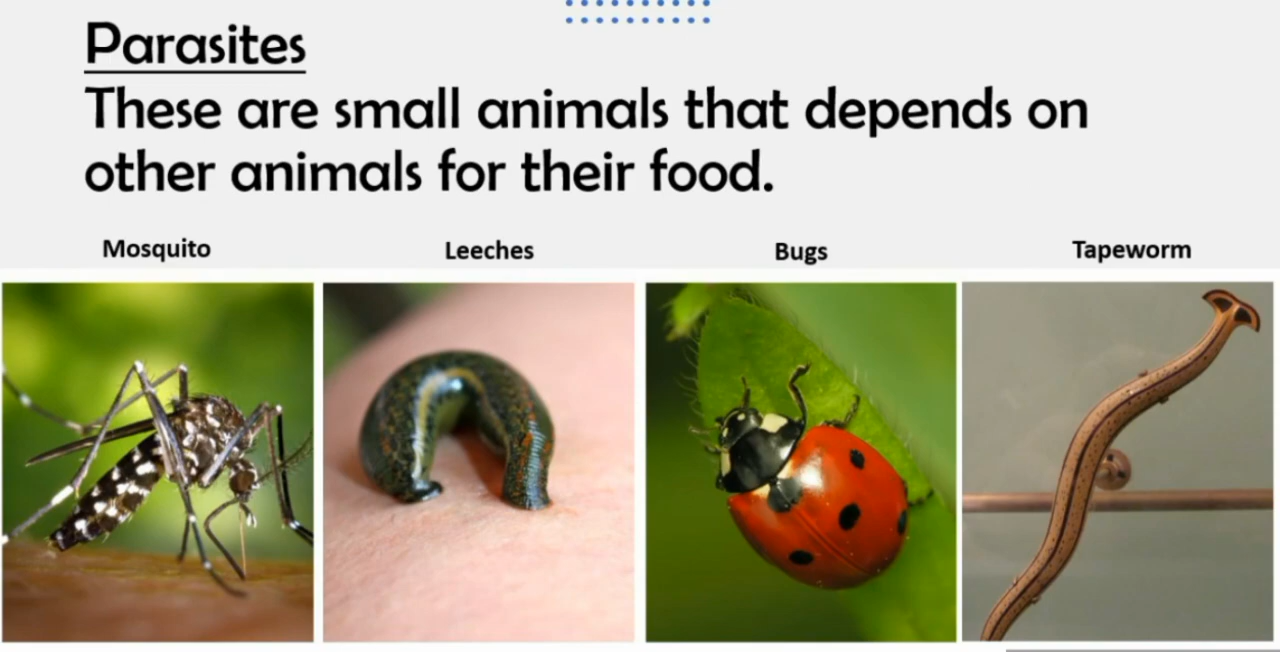 Parasites
These are small animals that depends on
other animals for their food.
Mosquito Leeches Bugs Tapeworm